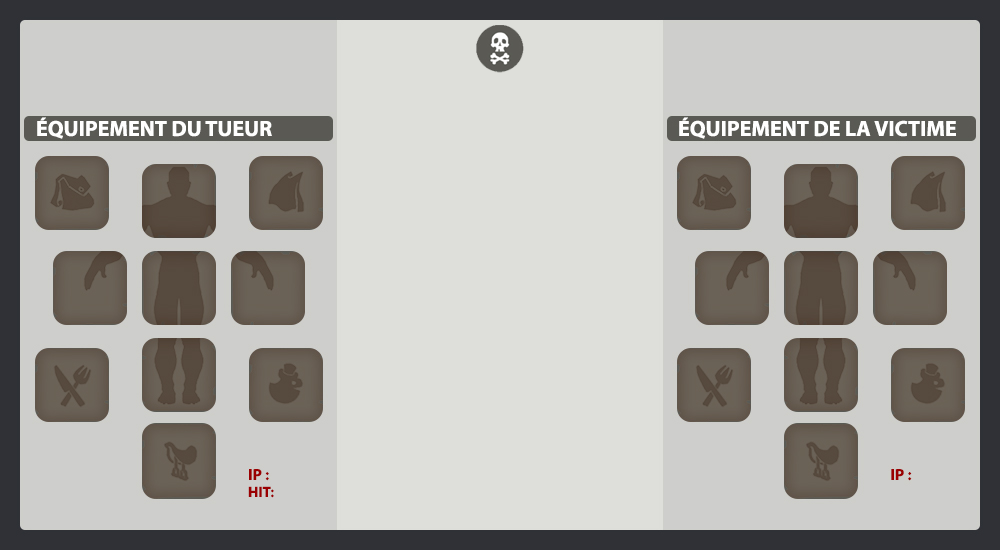 ÉQUIPEMENT DU TUEUR
IP :
HIT:
ÉQUIPEMENT DE LA VICTIME
IP :